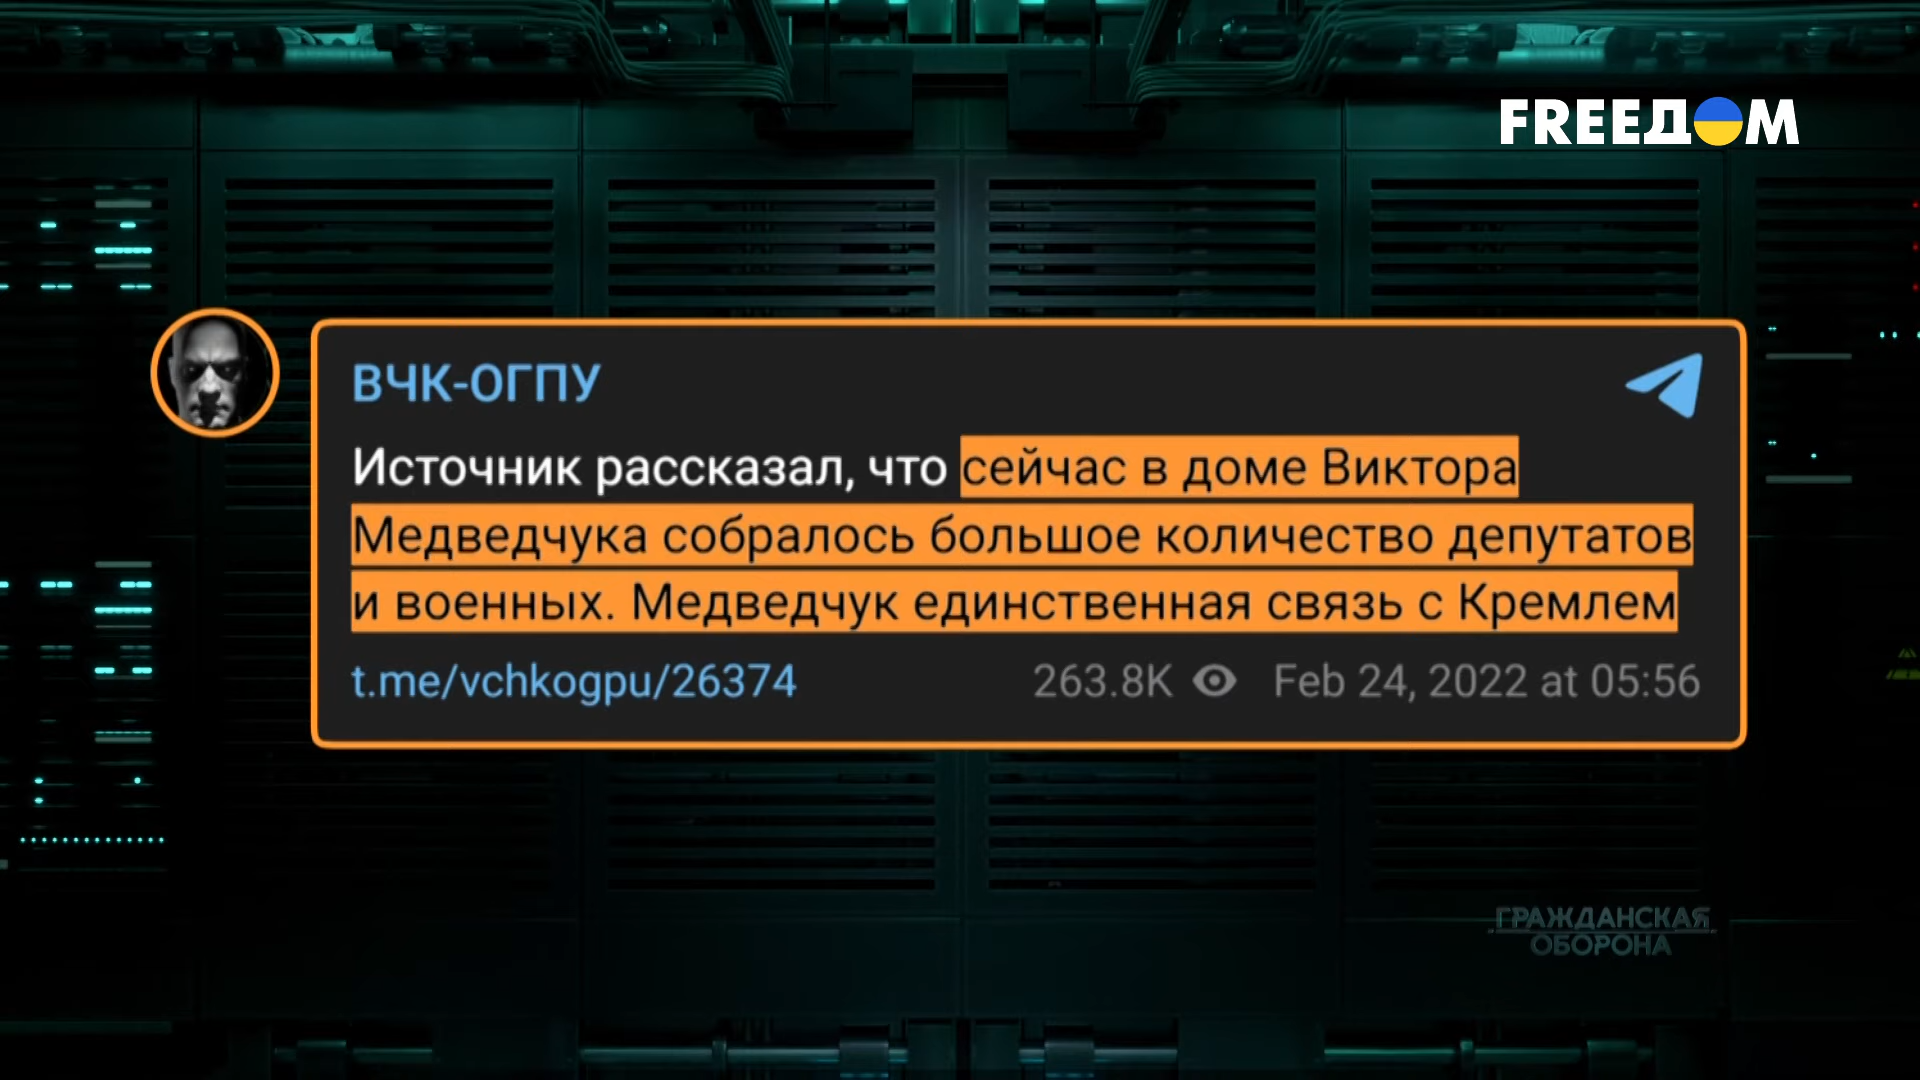 FREEДOM
ВЧК-ОГПУ
Источник рассказал, что сейчас в доме Виктора
Медведчука собралось большое количество депутатов
и военных. Медведчук единственная связь с Кремлем
t.me/vchkogpu/26374 263.8K Feb 24, 2022 at 05:56
ГРАЖДАНСКАЯ
ОБОРОНА